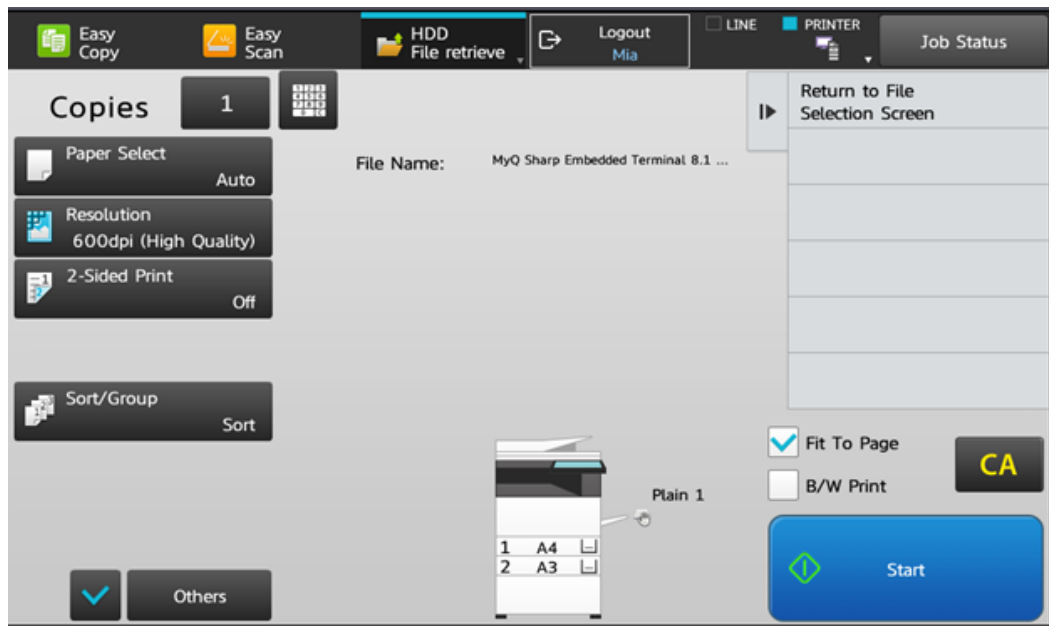 Easy
Copy
Easy
Scan
HDD
File retrieve
Logout
Mia
LINE
PRINTER
Job Status
Copies
1
Return to File
Selection Screen
Paper Select
Auto
File Name:
MyQ Sharp Embedded Terminal 8.1 ...
Resolution
600dpi (High Quality)
2-Sided Print
Off
Sort/Group
Sort
Plain 1
1 A4
2 A3
Fit To Page
B/W Print
CA
Start
Others